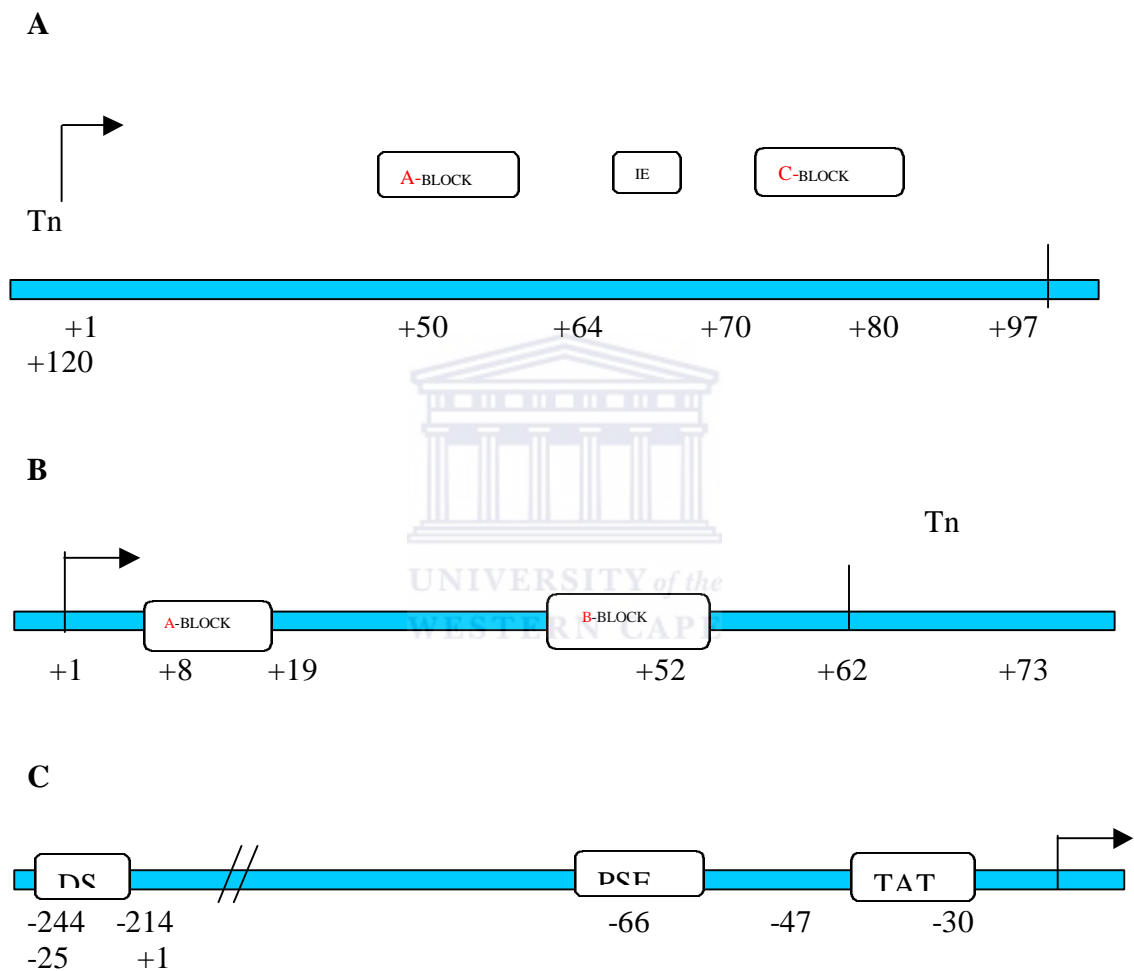 A
A-BLOCK IE C-BLOCK
Tn
+1 +50 +64 +70 +80 +97
+120
B
Tn
A-BLOCK B-BLOCK
+1 +8 +19 +52 +62 +73
UNIVERSITY of the
WESTERN CAPE
C
DS PSE TAT
-244 -214 -66 -47 -30
-25 +1